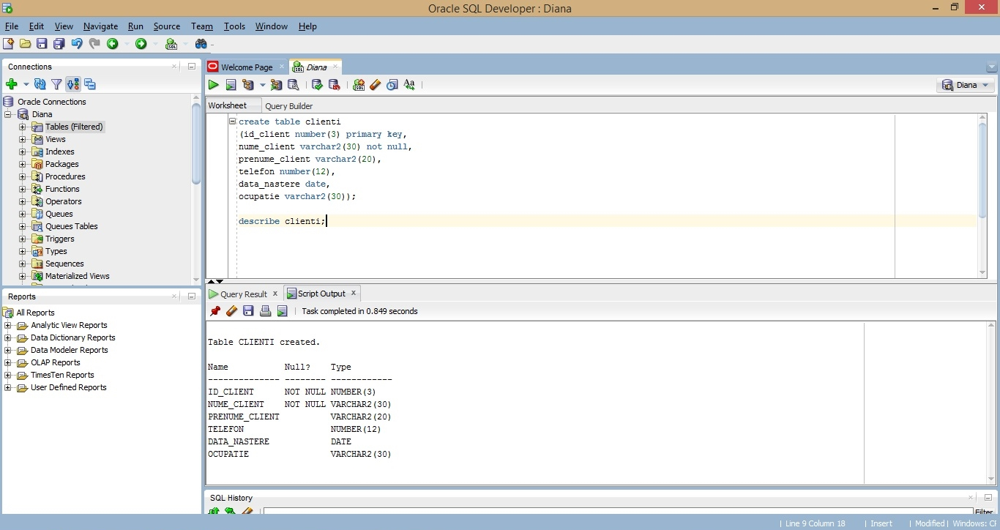 Oracle SQL Developer : Diana
File Edit View Navigate Run Source Team Tools Window Help
Connections
Oracle Connections
Diana
Tables (Filtered)
Views
Indexes
Packages
Procedures
Functions
Operators
Queues
Queues Tables
Triggers
Types
Sequences
Materialized Views
Reports
All Reports
Analytic View Reports
Data Dictionary Reports
Data Modeler Reports
OLAP Reports
TimesTen Reports
User Defined Reports
Welcome Page Diana
Diana
Worksheet Query Builder
create table clienti
(id_client number(3) primary key,
nume_client varchar2(30) not null,
prenume_client varchar2(20),
telefon number(12),
data_nastere date,
ocupatie varchar2(30));
describe clienti;
Query Result x Script Output x
Task completed in 0.849 seconds
Table CLIENTI created.
Name Null? Type
-------------- -------- ------------
ID_CLIENT NOT NULL NUMBER(3)
NUME_CLIENT NOT NULL VARCHAR2(30)
PRENUME_CLIENT VARCHAR2(20)
TELEFON NUMBER(12)
DATA_NASTERE DATE
OCUPATIE VARCHAR2(30)
SQL History
Filter
Line 9 Column 18 | Insert | Modified | Windows: